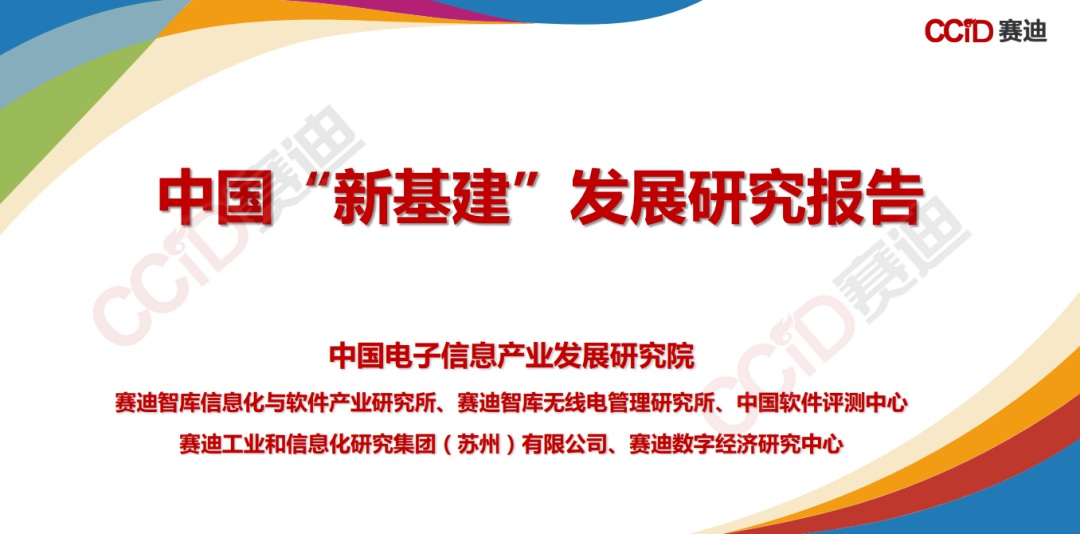 CCID 赛迪
中国“新基建”发展研究报告
中国电子信息产业发展研究院
赛迪智库信息化与软件产业研究所、赛迪智库无线电管理研究所、中国软件评测中心
赛迪工业和信息化研究集团（苏州）有限公司、赛迪数字经济研究中心
CCID赛迪
CCID赛迪